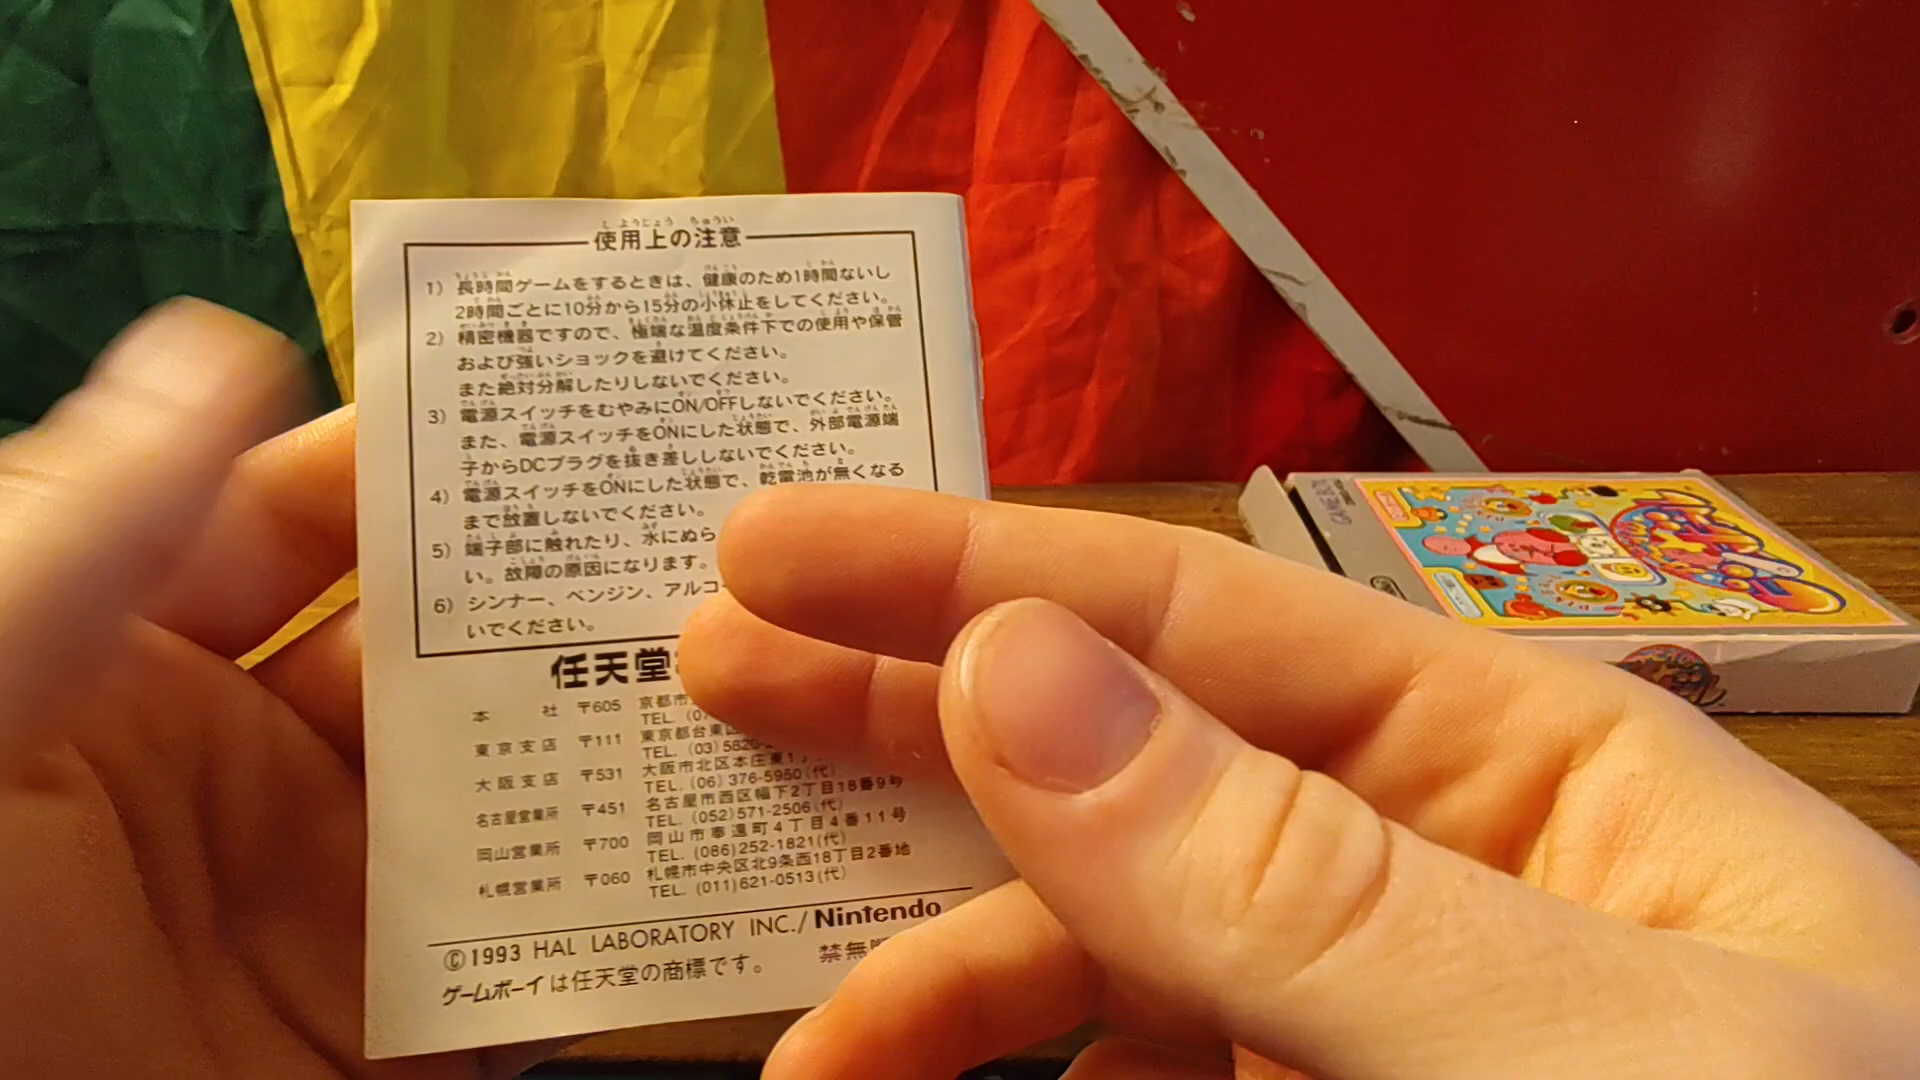 使用上の注意
1) 長時間ゲームをするときは、健康のため1時間ないし
2時間ごとに10分から15分の小休止をしてください。
2) 精密機器ですので、極端な温度条件下での使用や保管
および強いショックを避けてください。
また絶対分解したりしないでください。
3) 電源スイッチをむやみにON/OFFしないでください。
また、電源スイッチをONにした状態で、外部電源端
子からDCプラグを抜き差ししないでください。
4) 電源スイッチをONにした状態で、乾電池が無くなる
まで放置しないでください。
5) 端子部に触れたり、水にぬら
い。故障の原因になります。
6) シンナー、ベンジン、アルコー
いでください。
任天堂
本 社 〒605 京都市
TEL. (07
東京支店 〒111 東京都台東区
TEL. (03) 5820-2
大阪支店 〒531 大阪市北区本庄東1丁
TEL. (06) 376-5950(代)
名古屋営業所 〒451 名古屋市西区幅下2丁目18番9号
TEL. (052)571-2506(代)
岡山営業所 〒700 岡山市奉還町4丁目4番11号
TEL. (086)252-1821(代)
札幌営業所 〒060 札幌市中央区北9条西18丁目2番地
TEL. (011)621-0513(代)
©1993 HAL LABORATORY INC./Nintendo
ゲームボーイは任天堂の商標です。 禁無
GAME BOY